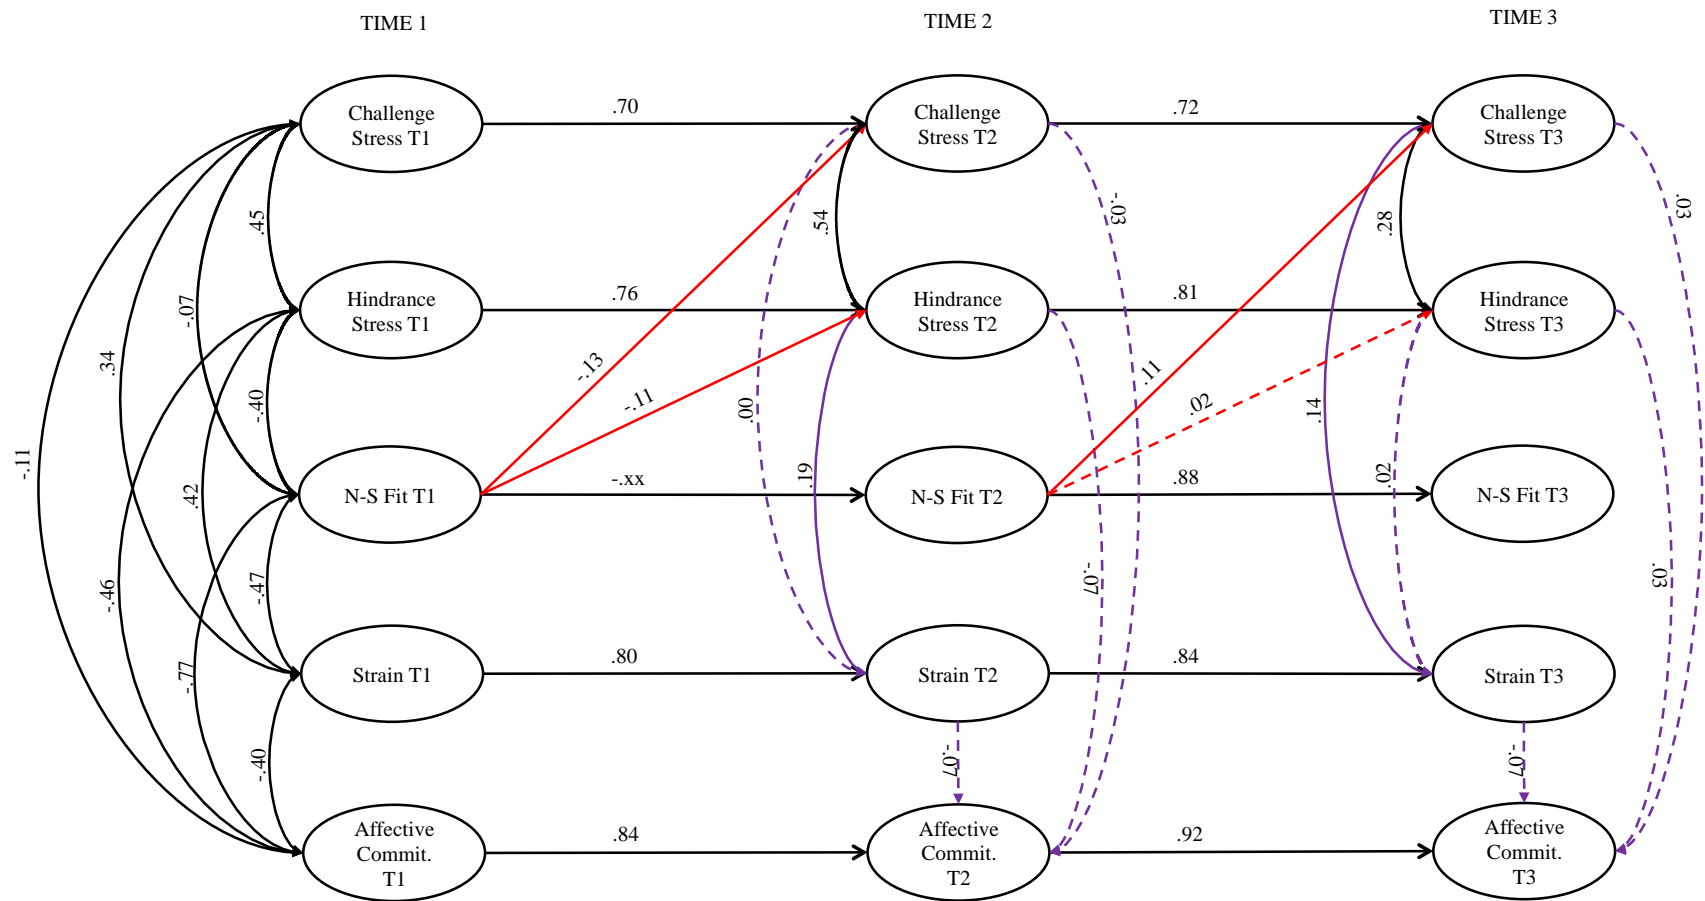 TIME 1
TIME 2
TIME 3
Challenge
Stress T1
.70
Challenge
Stress T2
.72
Challenge
Stress T3
.45
.54
-.03
.28
.03
Hindrance
Stress T1
.76
Hindrance
Stress T2
.81
Hindrance
Stress T3
-.07
.34
-.40
-.13
-.11
.00
.11
.02
.14
-.11
.42
N-S Fit T1
-.xx
.19
N-S Fit T2
.88
.02
N-S Fit T3
-.46
-.47
-.07
.03
-.77
Strain T1
.80
Strain T2
.84
Strain T3
-.40
-.07
-.07
Affective
Commit.
T1
.84
Affective
Commit.
T2
.92
Affective
Commit.
T3